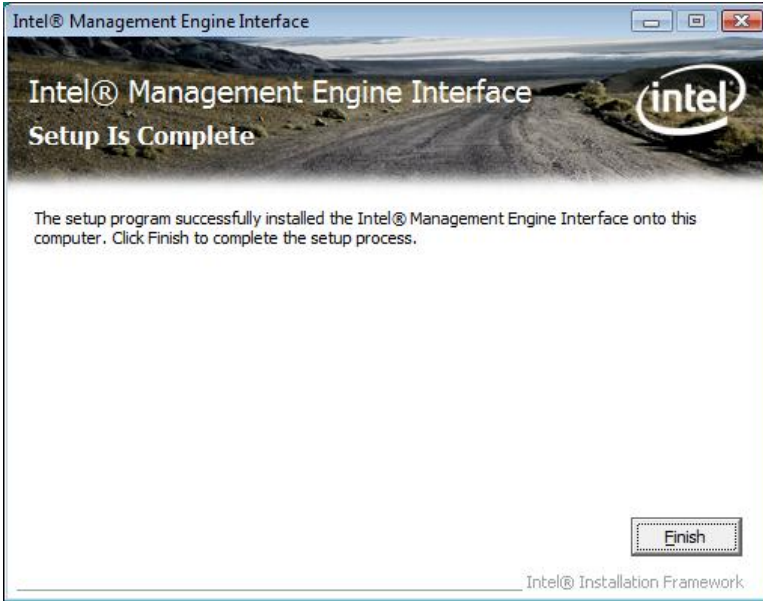 Intel® Management Engine Interface
Intel® Management Engine Interface
Setup Is Complete
intel
The setup program successfully installed the Intel® Management Engine Interface onto this
computer. Click Finish to complete the setup process.
Finish
Intel® Installation Framework